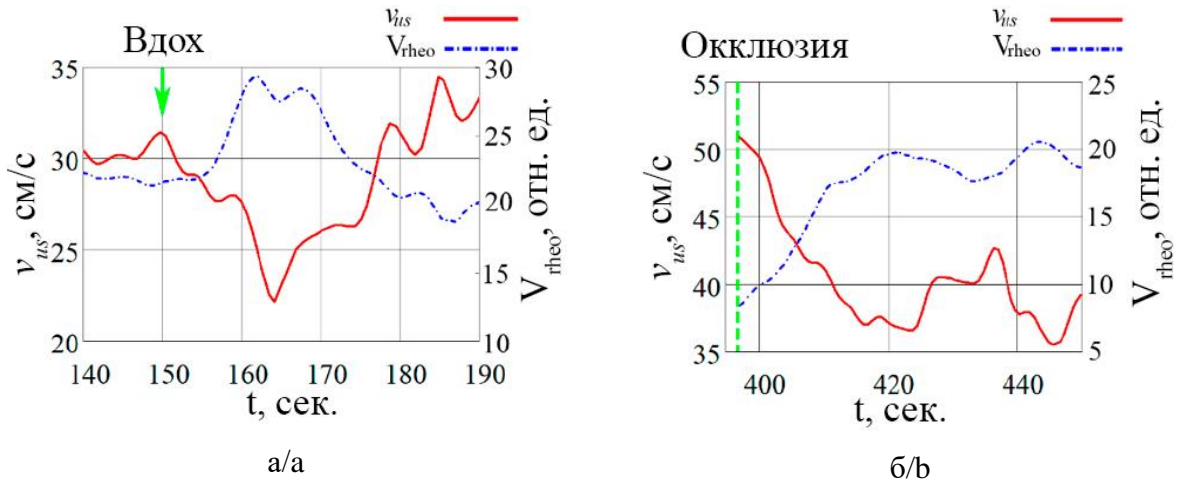 v_us
V_rheo
Вдох
35
30
25
20
v_us, см/с
30
25
20
15
10
V_rheo, отн. ед.
140 150 160 170 180 190
t, сек.
а/a
v_us
V_rheo
Окклюзия
55
50
45
40
35
v_us, см/с
25
20
15
10
5
V_rheo, отн. ед.
400 420 440
t, сек.
б/b